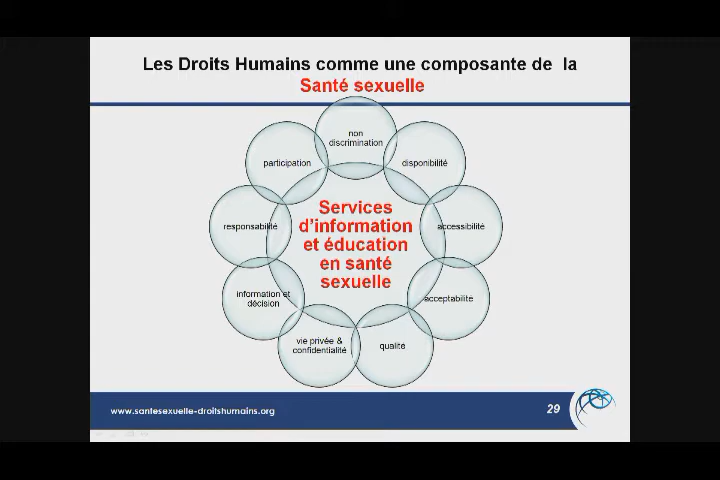 Les Droits Humains comme une composante de la
Santé sexuelle
non
discrimination
disponibilité
accessibilité
acceptabilité
qualité
vie privée &
confidentialité
information et
décision
responsabilité
participation
Services
d’information
et éducation
en santé
sexuelle
www.santesexuelle-droitshumains.org
29